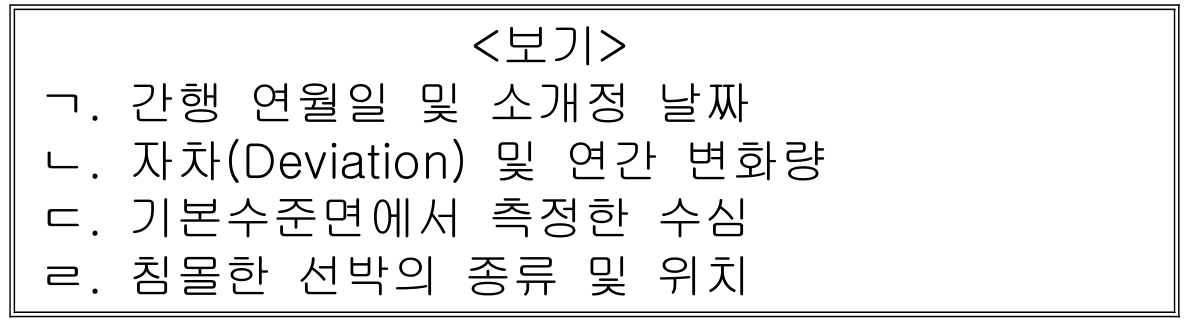 <보기>
ㄱ. 간행 연월일 및 소개정 날짜
ㄴ. 자차(Deviation) 및 연간 변화량
ㄷ. 기본수준면에서 측정한 수심
ㄹ. 침몰한 선박의 종류 및 위치